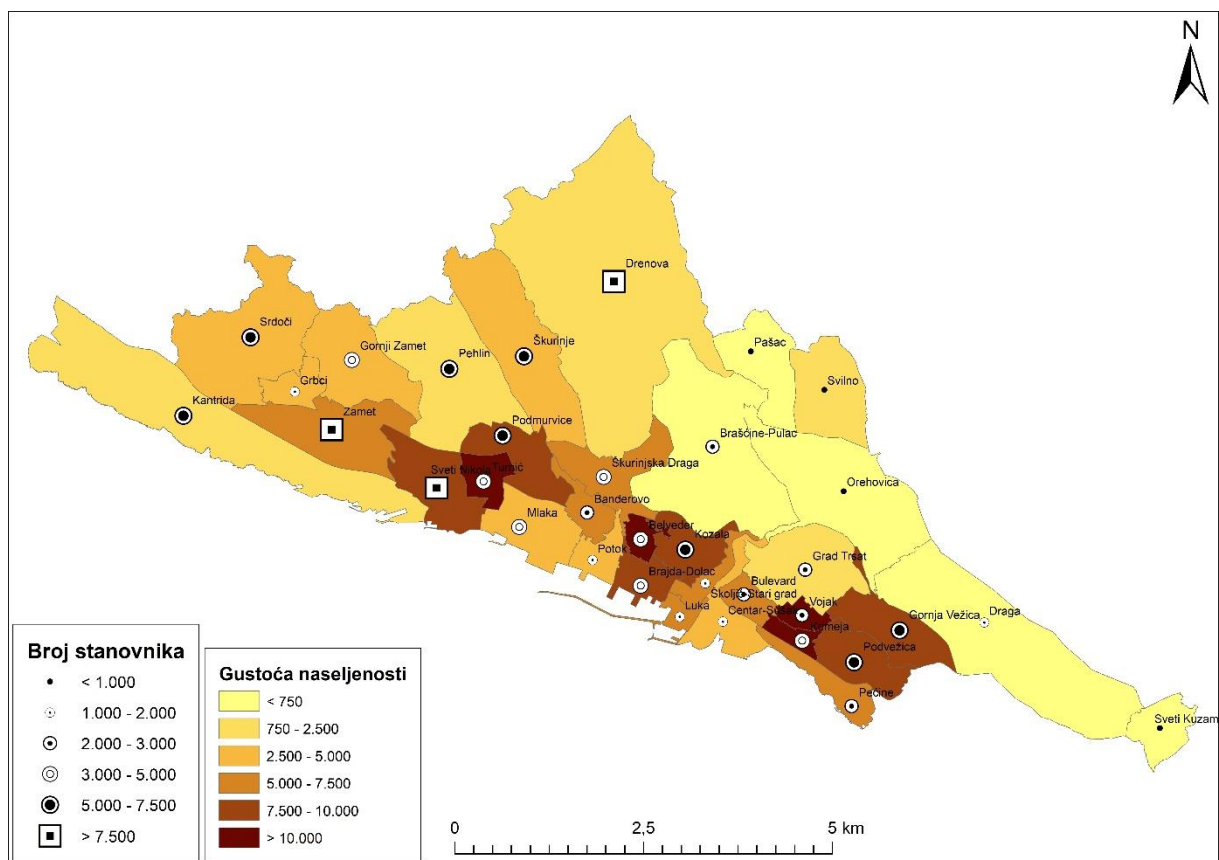 N
Drenova
Pašac
Srdoči
Gornji Zamet
Pehlin
Škurinje
Svilno
Grbci
Kantrida
Zamet
Podmurvice
Brašćine-Pulac
Sveti Nikola
Turnić
Škurinjska Draga
Orehovica
Mlaka
Banderovo
Belveder
Kozala
Potok
Grad Trsat
Brajda-Dolac
Bulevard
Školjić-Stari grad
Luka
Centar-Sušak
Vojak
Gornja Vežica
Draga
Krimeja
Podvežica
Pećine
Sveti Kuzam
Broj stanovnika
< 1.000
1.000 - 2.000
2.000 - 3.000
3.000 - 5.000
5.000 - 7.500
> 7.500
Gustoća naseljenosti
< 750
750 - 2.500
2.500 - 5.000
5.000 - 7.500
7.500 - 10.000
> 10.000
0 2,5 5 km